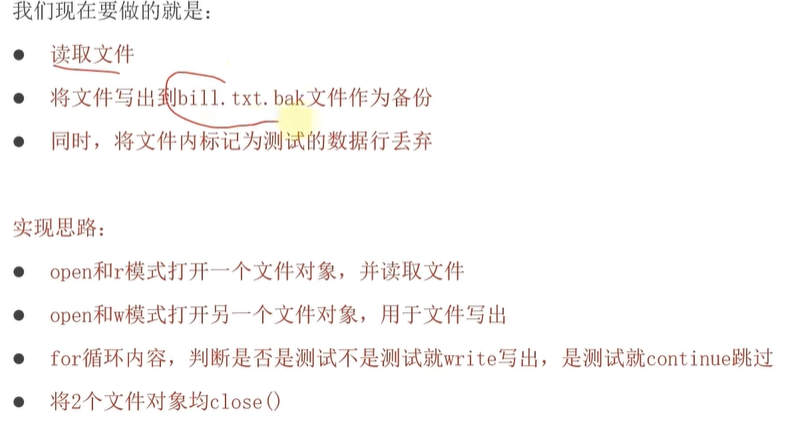 我们现在要做的就是：
● 读取文件
● 将文件写出到bill.txt.bak文件作为备份
● 同时，将文件内标记为测试的数据行丢弃
实现思路：
● open和r模式打开一个文件对象，并读取文件
● open和w模式打开另一个文件对象，用于文件写出
● for循环内容，判断是否是测试不是测试就write写出，是测试就continue跳过
● 将2个文件对象均close()